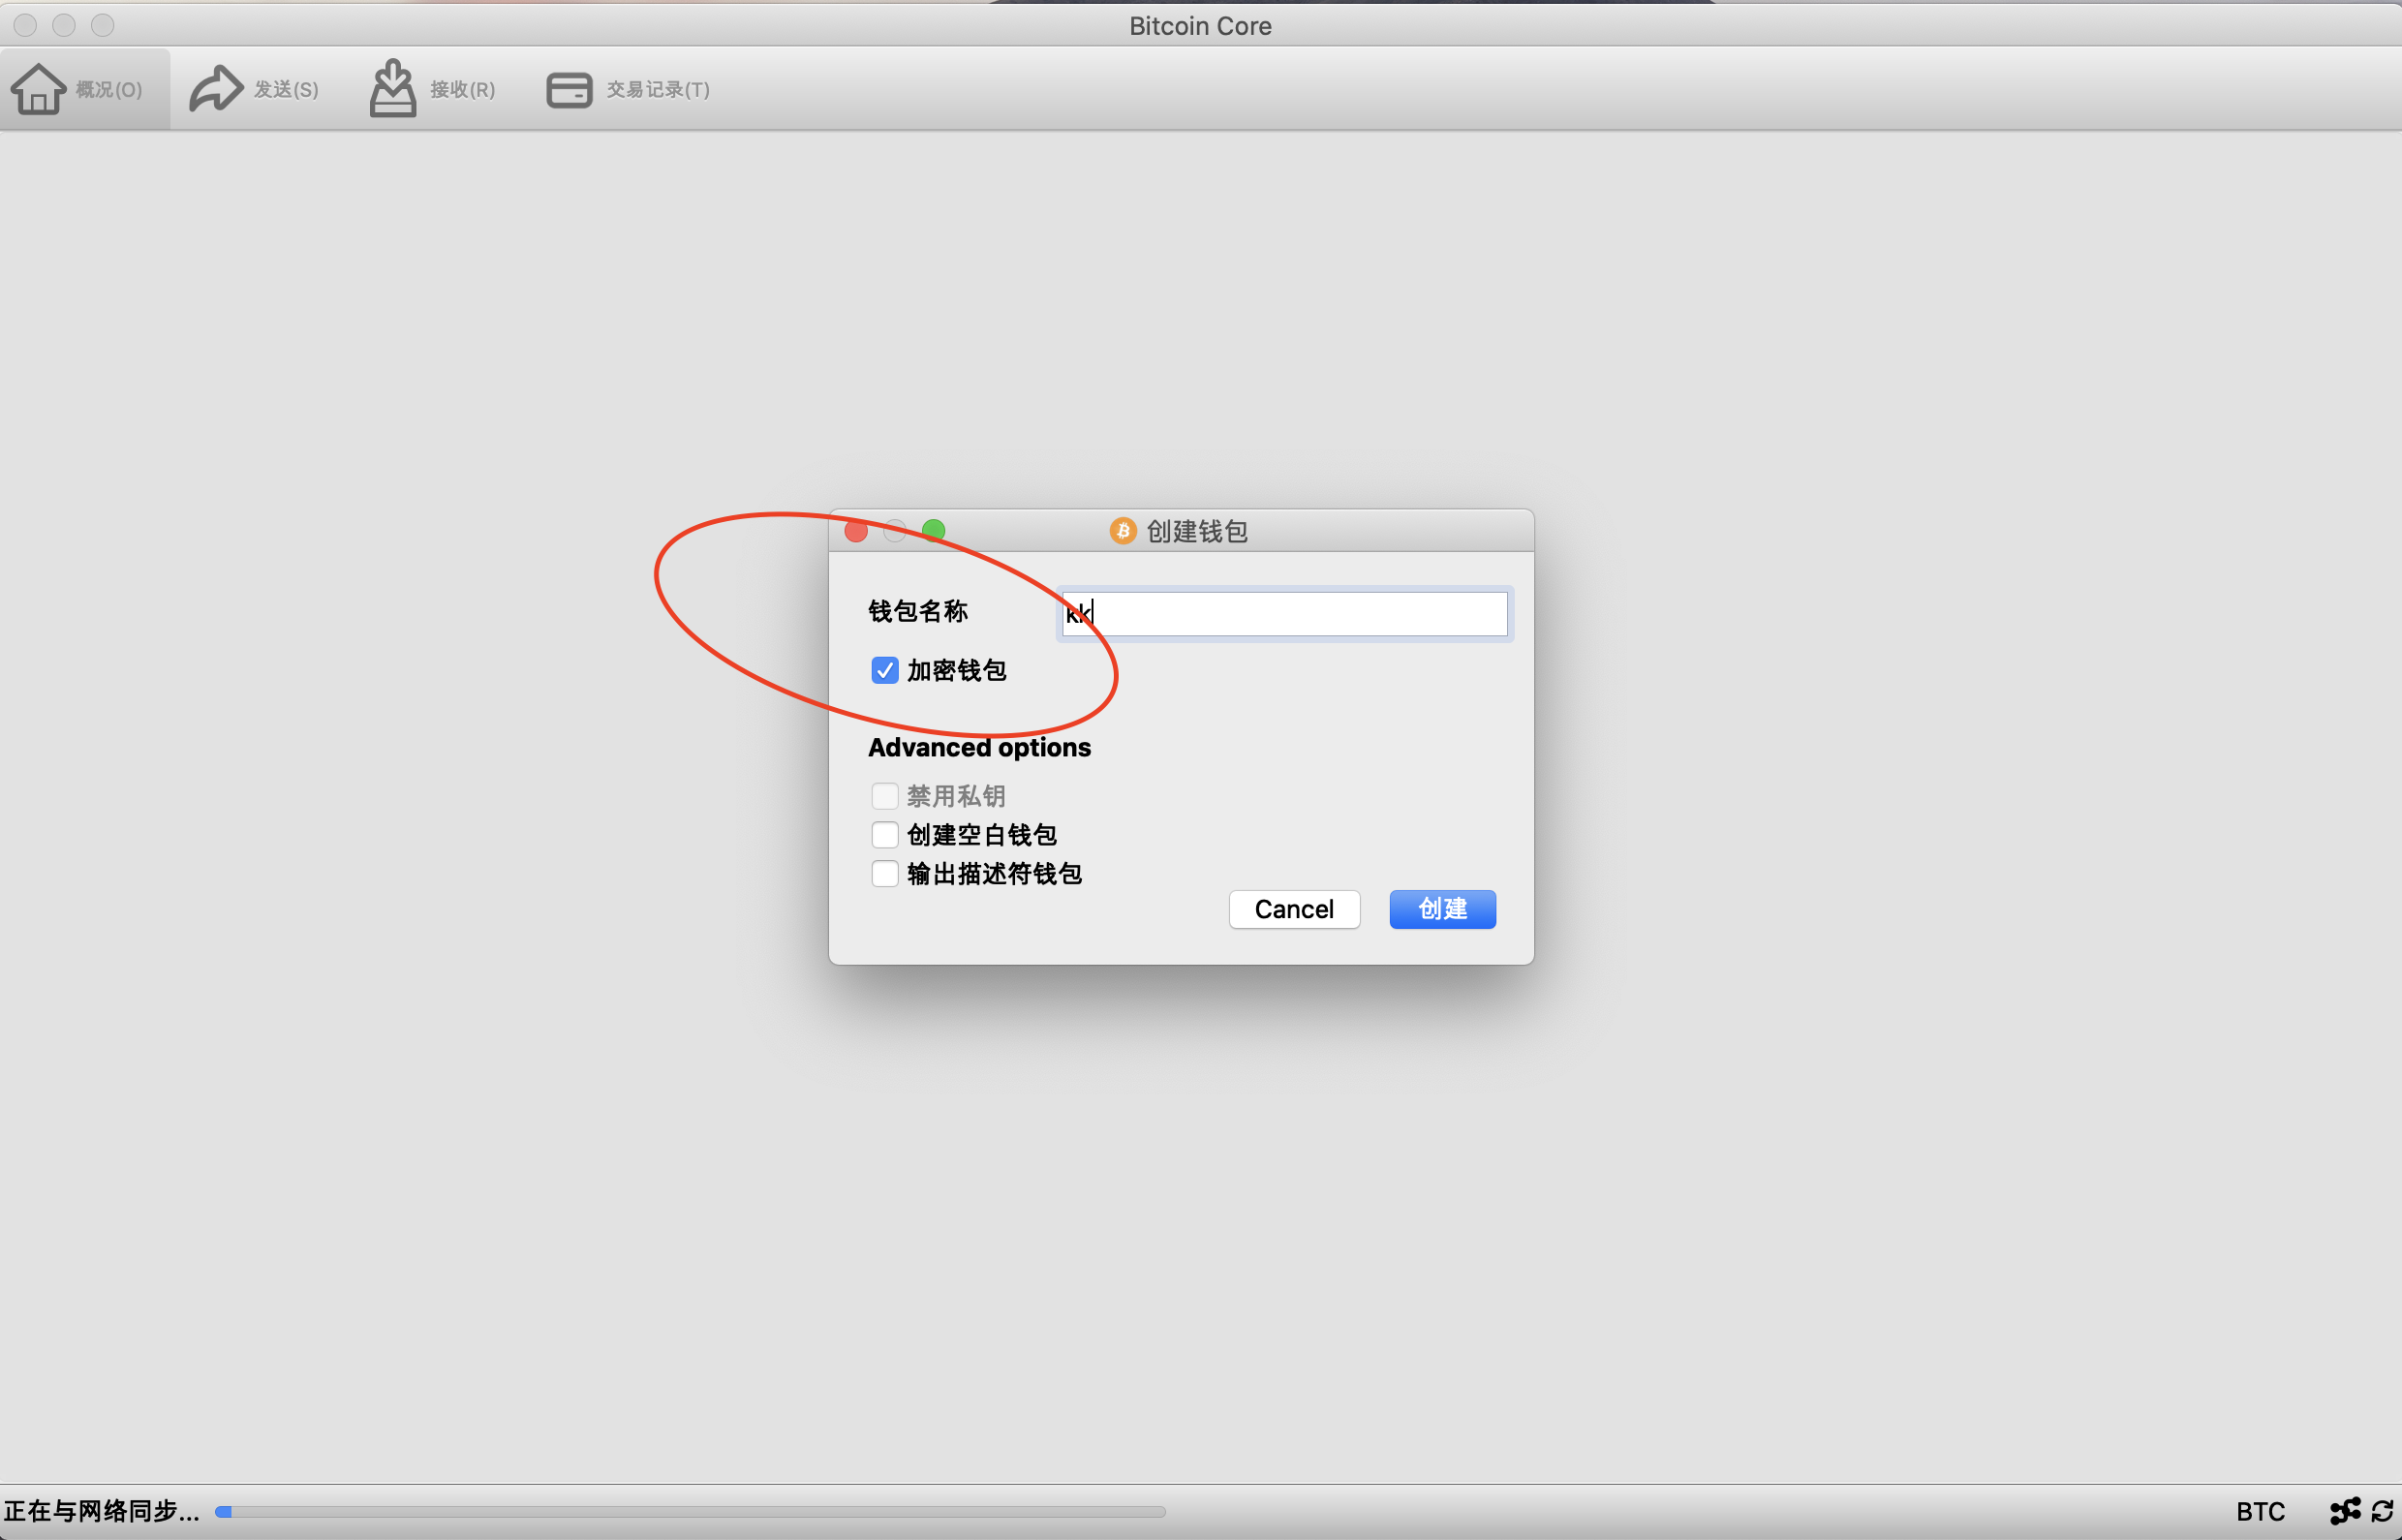 Bitcoin Core
概况(O) 发送(S) 接收(R) 交易记录(T)
创建钱包
钱包名称 kk
加密钱包
Advanced options
禁用私钥
创建空白钱包
输出描述符钱包
Cancel 创建
正在与网络同步... BTC